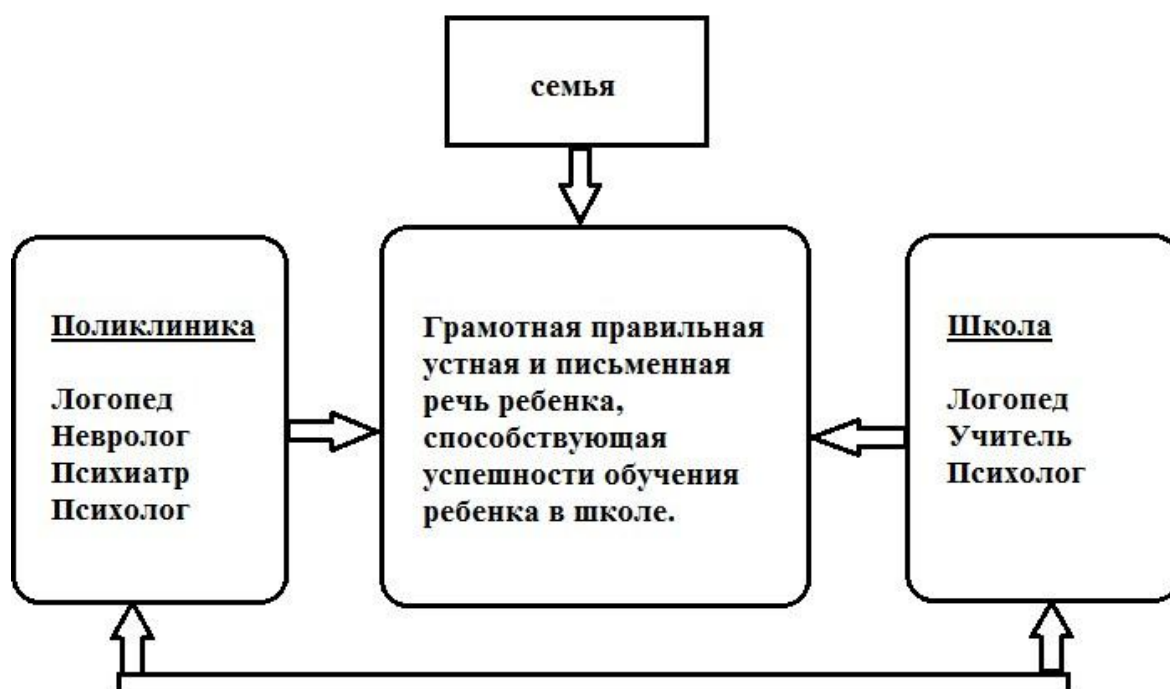 семья
Поликлиника
Логопед
Невролог
Психиатр
Психолог
Грамотная правильная
устная и письменная
речь ребенка,
способствующая
успешности обучения
ребенка в школе.
Школа
Логопед
Учитель
Психолог